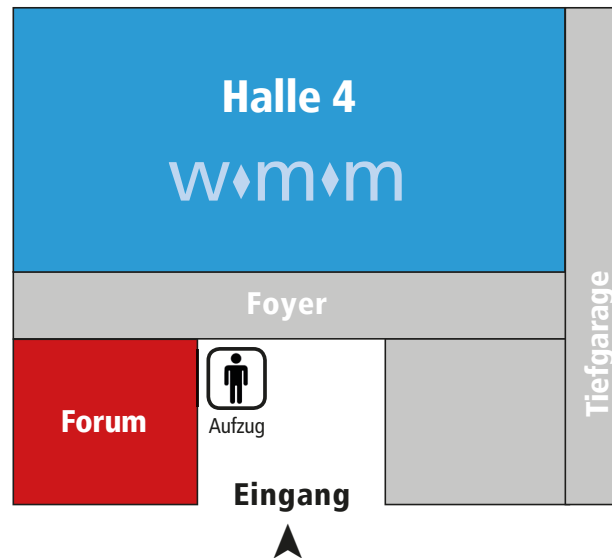 Halle 4
w♦m♦m
Foyer
Tiefgarage
Forum
Aufzug
Eingang